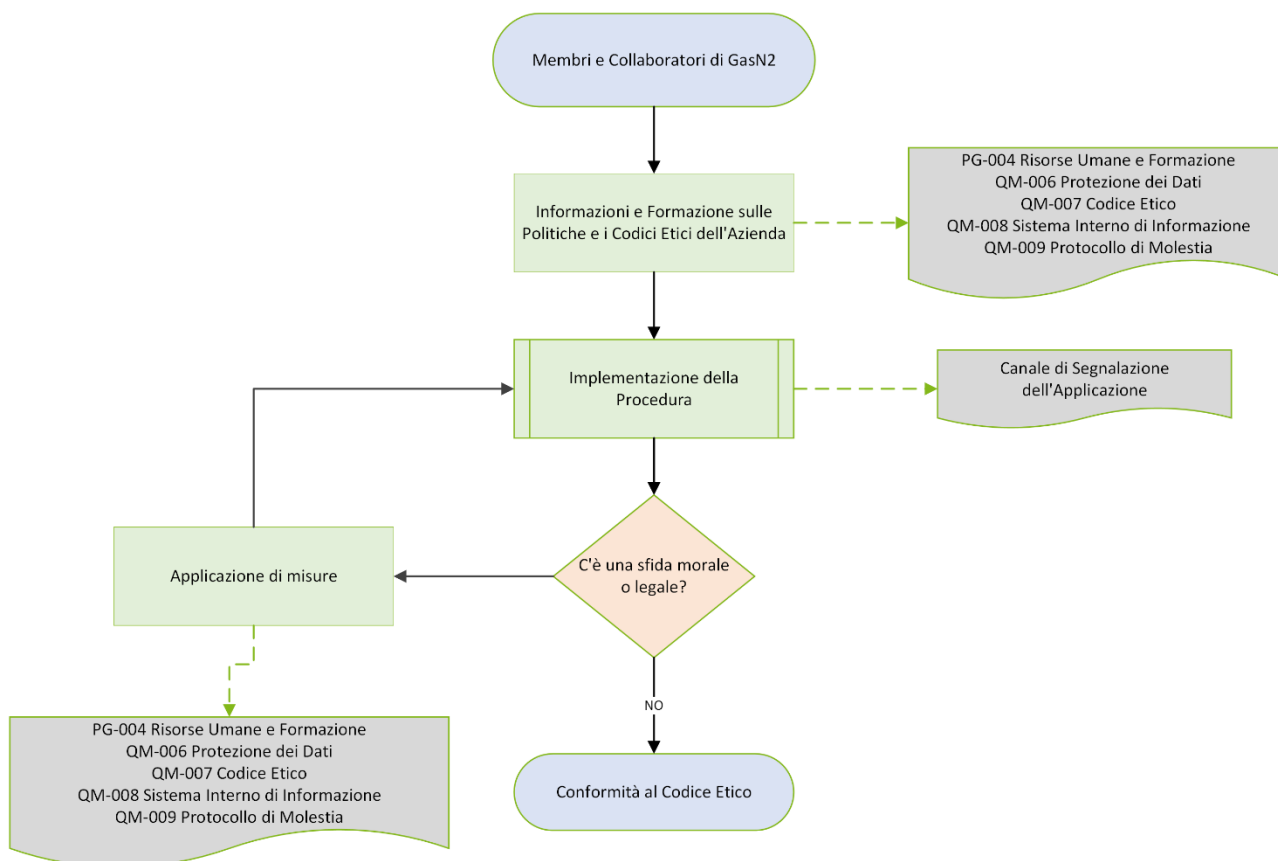 Membri e Collaboratori di GasN2
Informazioni e Formazione sulle
Politiche e i Codici Etici dell'Azienda
PG-004 Risorse Umane e Formazione
QM-006 Protezione dei Dati
QM-007 Codice Etico
QM-008 Sistema Interno di Informazione
QM-009 Protocollo di Molestia
Implementazione della
Procedura
Canale di Segnalazione
dell'Applicazione
C'è una sfida morale
o legale?
Applicazione di misure
PG-004 Risorse Umane e Formazione
QM-006 Protezione dei Dati
QM-007 Codice Etico
QM-008 Sistema Interno di Informazione
QM-009 Protocollo di Molestia
NO
Conformità al Codice Etico